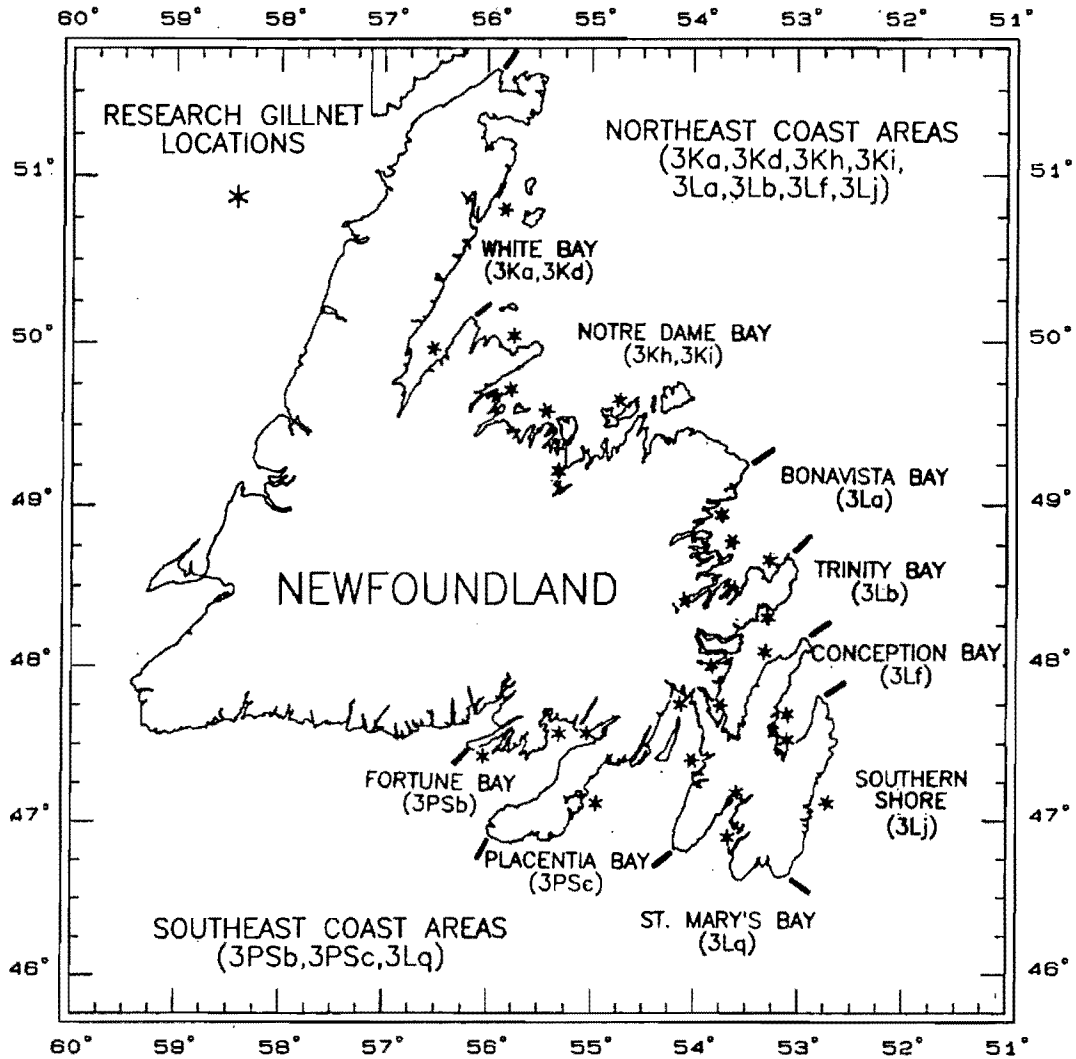 60° 59° 58° 57° 56° 55° 54° 53° 52° 51°
RESEARCH GILLNET
LOCATIONS
NORTHEAST COAST AREAS
(3Ka,3Kd,3Kh,3Ki,
3La,3Lb,3Lf,3Lj)
51° 51°
WHITE BAY
(3Ka,3Kd)
50° 50°
NOTRE DAME BAY
(3Kh,3Ki)
BONAVISTA BAY
(3La)
49° 49°
NEWFOUNDLAND
TRINITY BAY
(3Lb)
48° 48°
CONCEPTION BAY
(3Lf)
FORTUNE BAY
(3PSb)
SOUTHERN
SHORE
(3Lj)
47° 47°
PLACENTIA BAY
(3PSc)
ST. MARY'S BAY
(3Lq)
SOUTHEAST COAST AREAS
(3PSb,3PSc,3Lq)
46° 46°
60° 59° 58° 57° 56° 55° 54° 53° 52° 51°